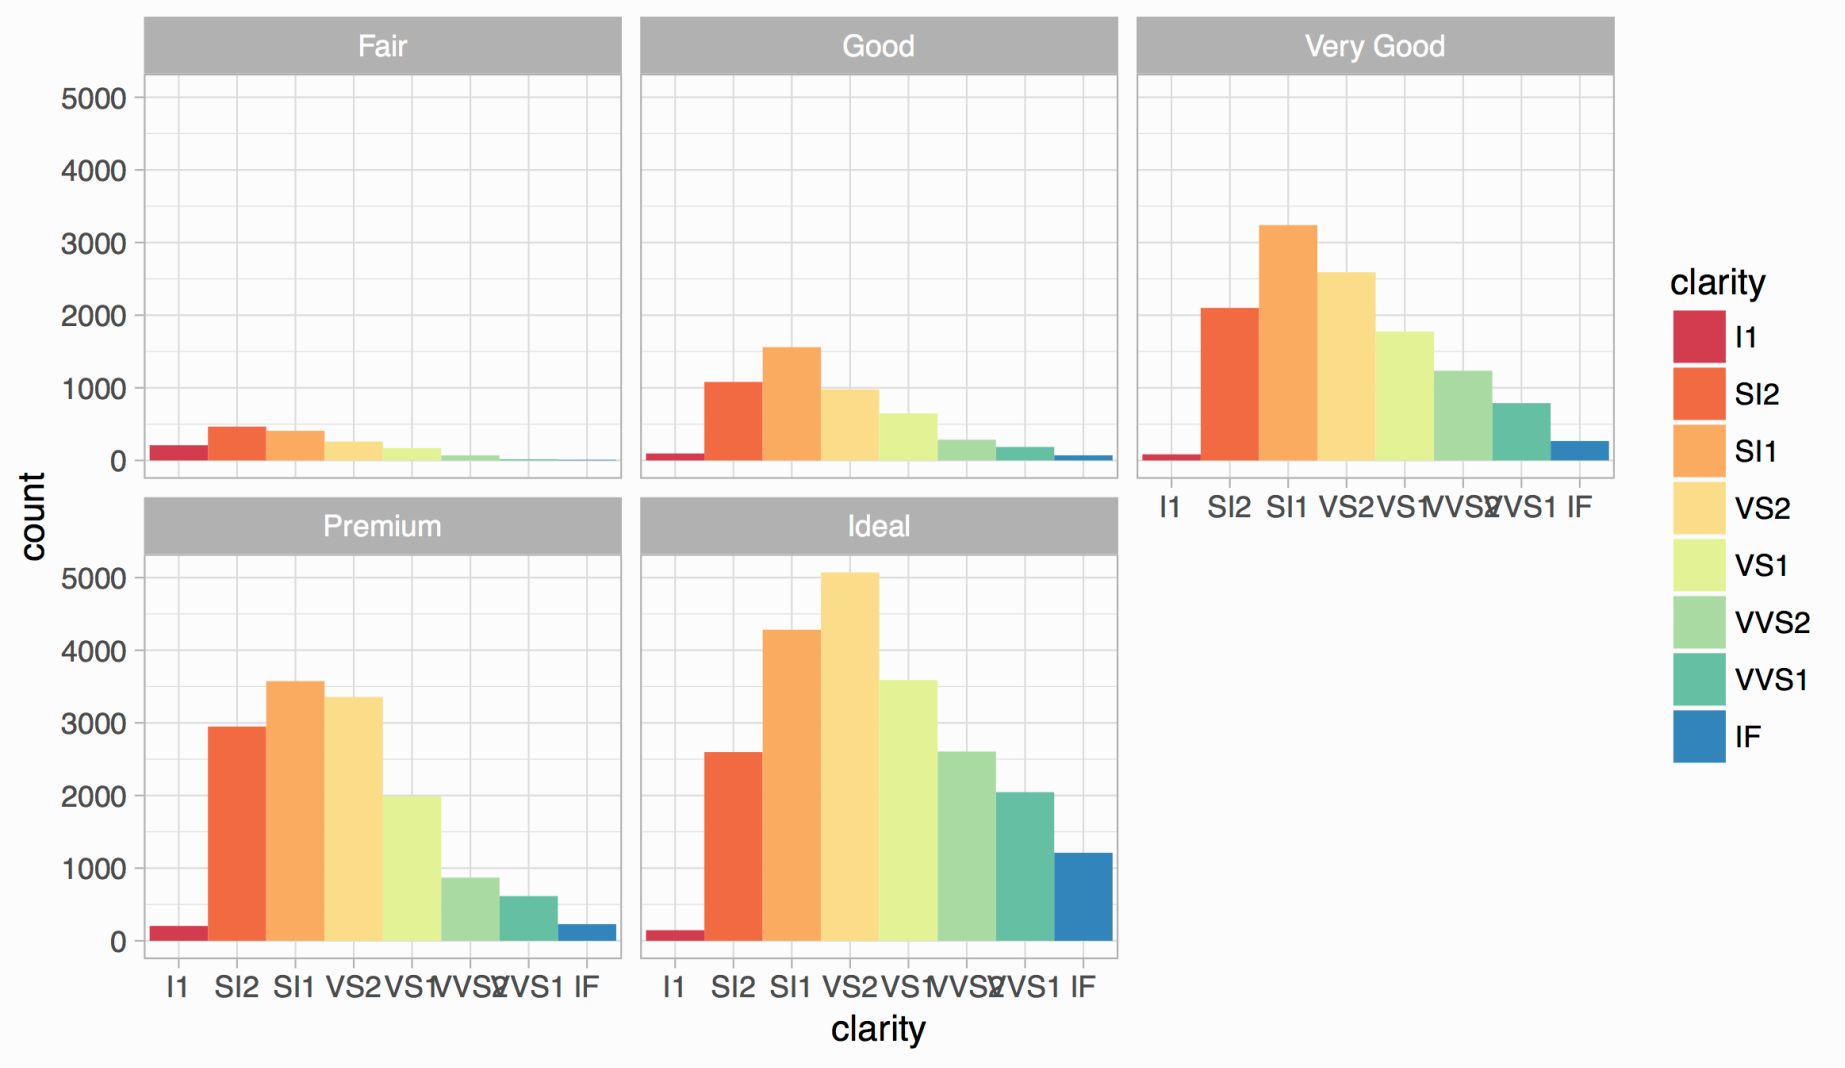 Fair
Good
Very Good
5000
4000
3000
2000
1000
0
I1 SI2 SI1 VS2 VS1 VVS2 VVS1 IF
Premium
Ideal
5000
4000
3000
2000
1000
0
I1 SI2 SI1 VS2 VS1 VVS2 VVS1 IF
I1 SI2 SI1 VS2 VS1 VVS2 VVS1 IF
count
clarity
clarity
I1
SI2
SI1
VS2
VS1
VVS2
VVS1
IF